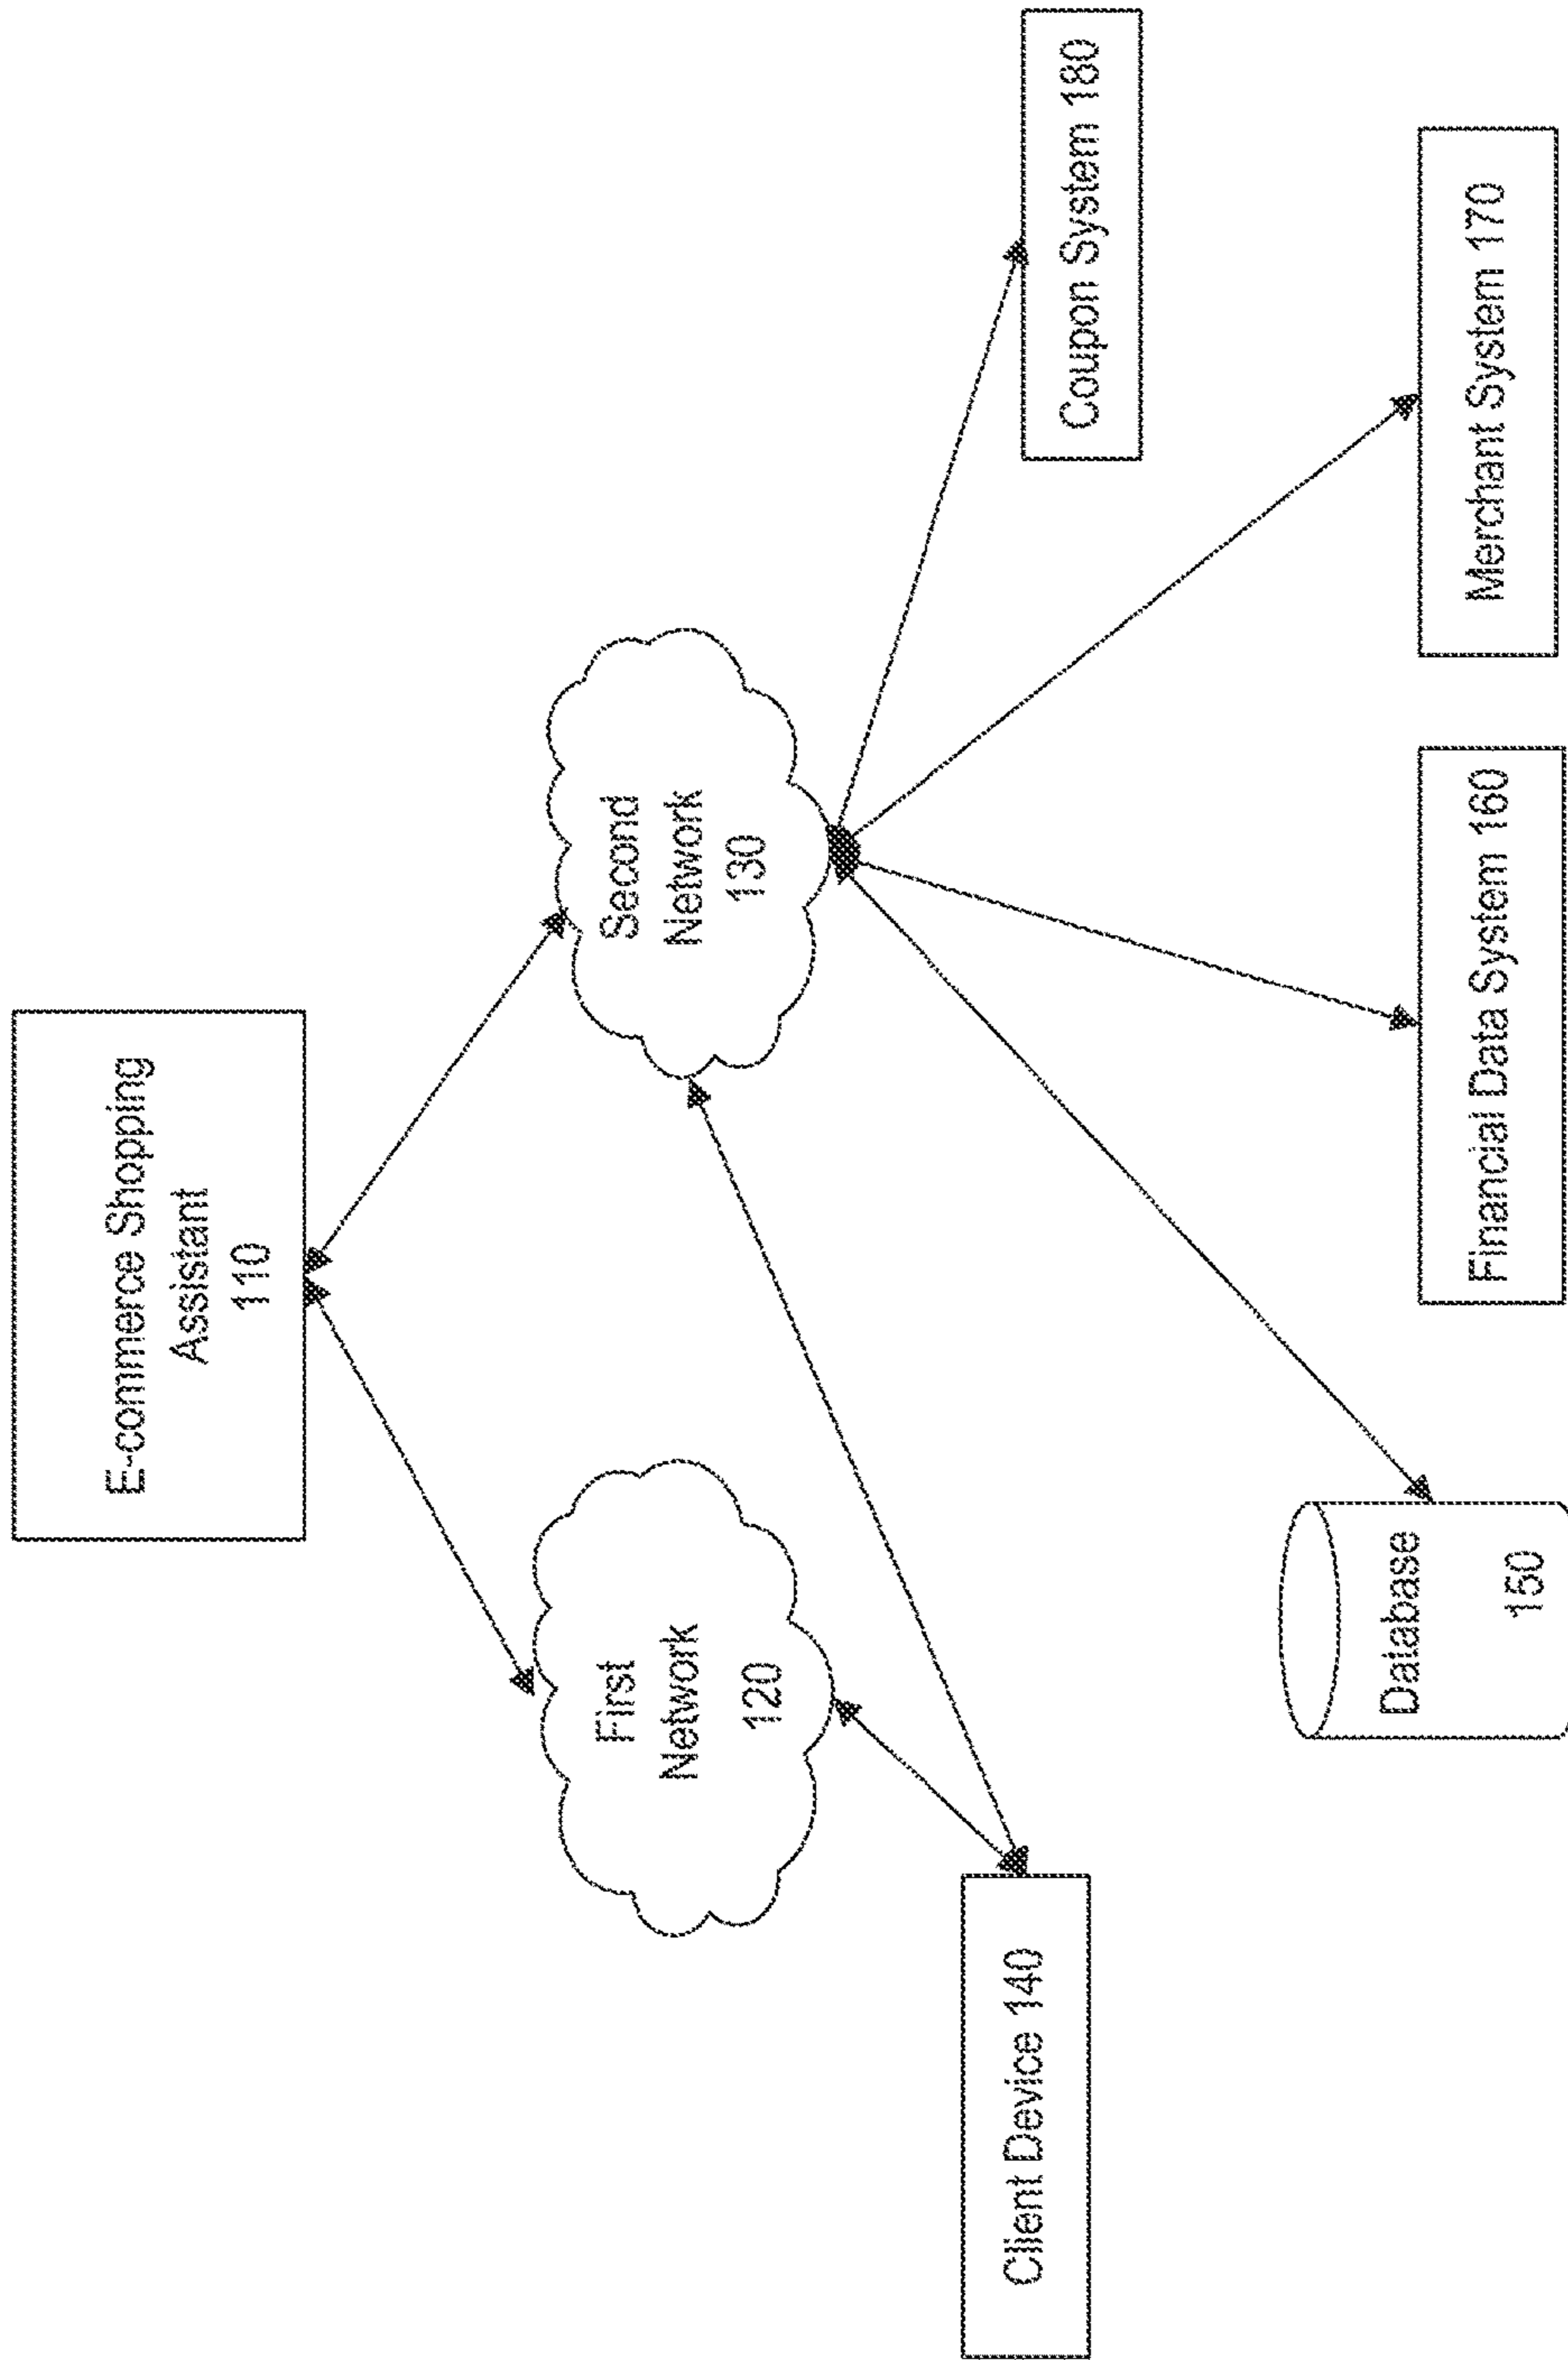 E-commerce Shopping
Assistant
110
First
Network
120
Second
Network
130
Client Device 140
Coupon System 180
Database
150
Financial Data System 160
Merchant System 170